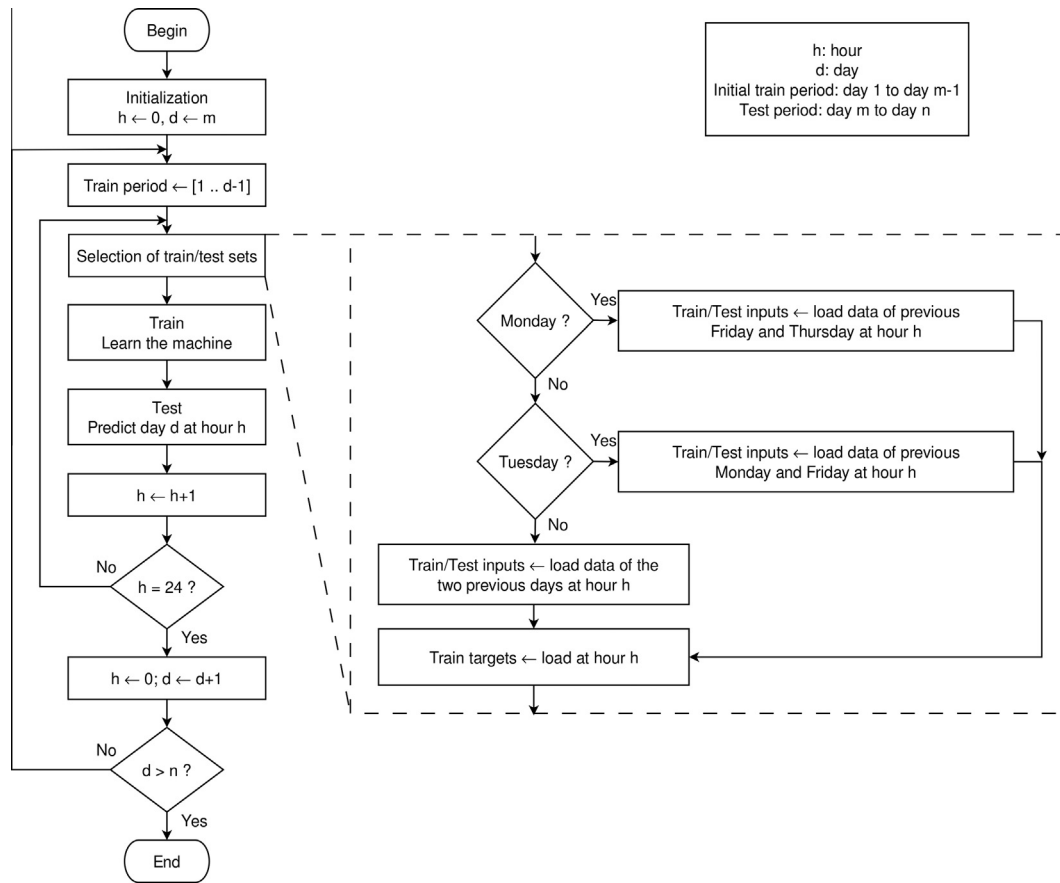 Begin
Initialization
h ← 0, d ← m
Train period ← [1 .. d-1]
Selection of train/test sets
Train
Learn the machine
Test
Predict day d at hour h
h ← h+1
No
h = 24 ?
Yes
h ← 0; d ← d+1
No
d > n ?
Yes
End
h: hour
d: day
Initial train period: day 1 to day m-1
Test period: day m to day n
Monday ?
Yes
Train/Test inputs ← load data of previous
Friday and Thursday at hour h
No
Tuesday ?
Yes
Train/Test inputs ← load data of previous
Monday and Friday at hour h
No
Train/Test inputs ← load data of the
two previous days at hour h
Train targets ← load at hour h